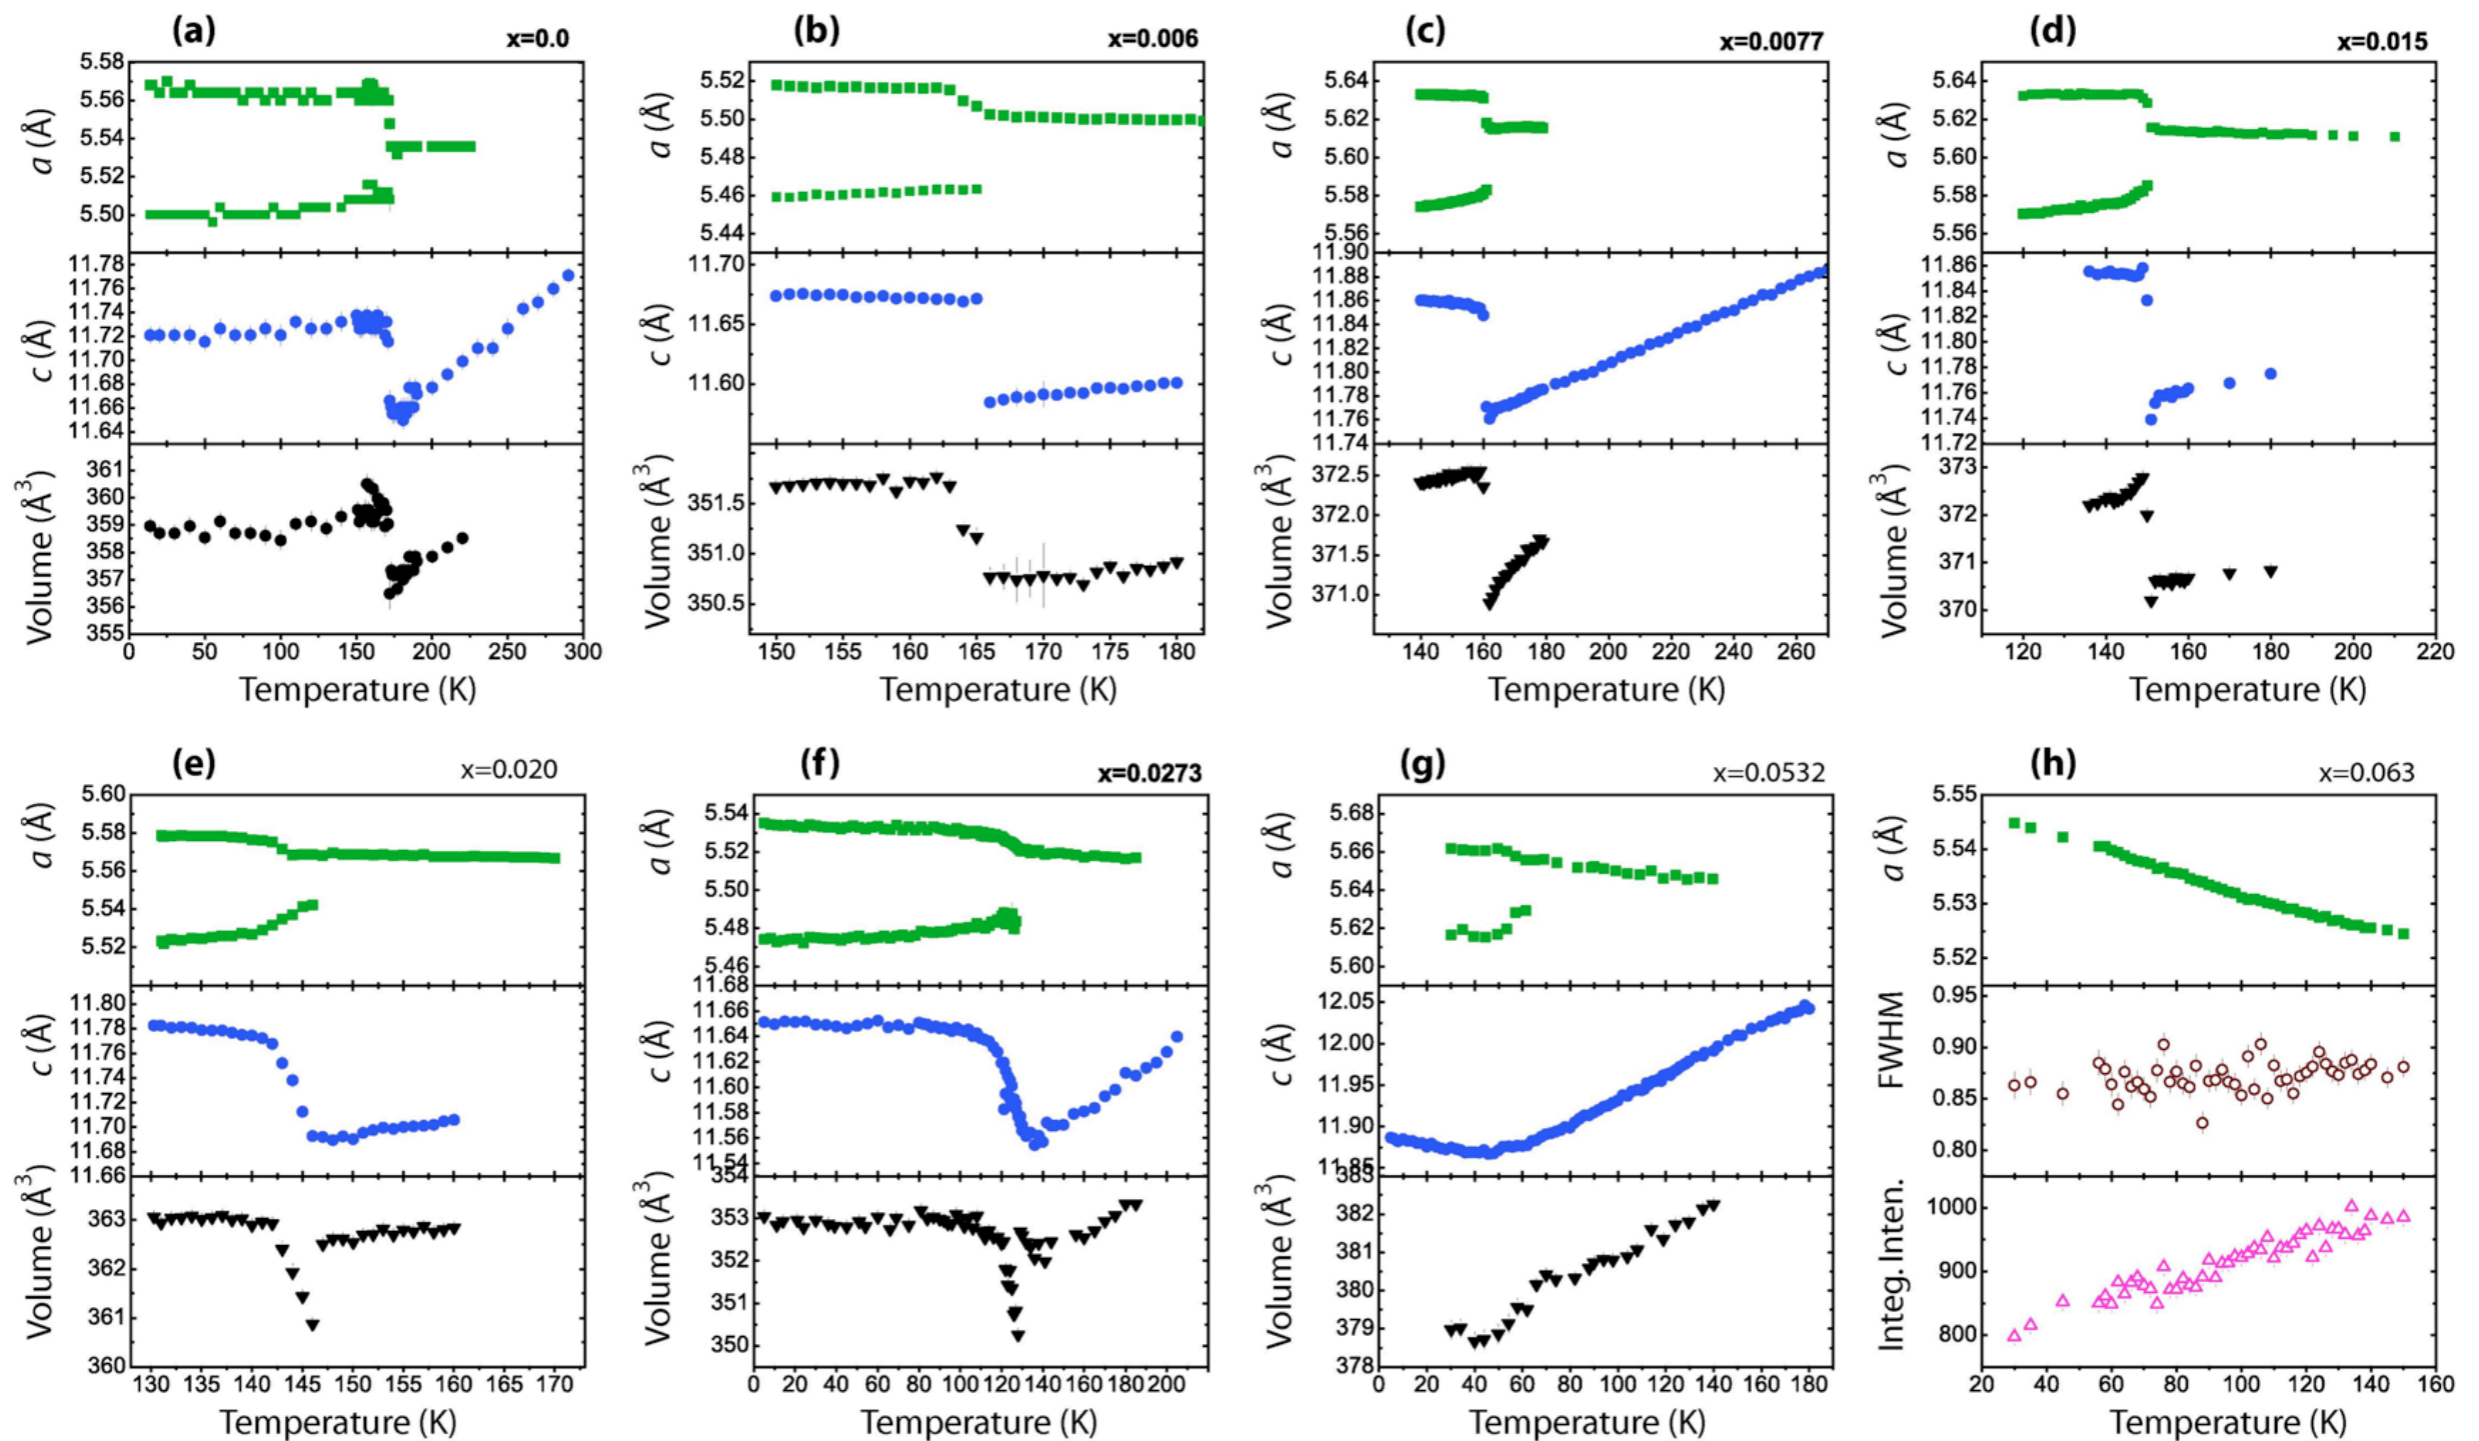 (a) x=0.0
5.58
5.56
5.54
5.52
5.50
a (Å)
11.78
11.76
11.74
11.72
11.70
11.68
11.66
11.64
c (Å)
361
360
359
358
357
356
355
Volume (Å³)
0 50 100 150 200 250 300
Temperature (K)
(b) x=0.006
5.52
5.50
5.48
5.46
5.44
a (Å)
11.70
11.65
11.60
c (Å)
351.5
351.0
350.5
Volume (Å³)
150 155 160 165 170 175 180
Temperature (K)
(c) x=0.0077
5.64
5.62
5.60
5.58
5.56
a (Å)
11.90
11.88
11.86
11.84
11.82
11.80
11.78
11.76
11.74
c (Å)
372.5
372.0
371.5
371.0
Volume (Å³)
140 160 180 200 220 240 260
Temperature (K)
(d) x=0.015
5.64
5.62
5.60
5.58
5.56
a (Å)
11.86
11.84
11.82
11.80
11.78
11.76
11.74
11.72
c (Å)
373
372
371
370
Volume (Å³)
120 140 160 180 200 220
Temperature (K)
(e) x=0.020
5.60
5.58
5.56
5.54
5.52
a (Å)
11.80
11.78
11.76
11.74
11.72
11.70
11.68
11.66
c (Å)
363
362
361
360
Volume (Å³)
130 135 140 145 150 155 160 165 170
Temperature (K)
(f) x=0.0273
5.54
5.52
5.50
5.48
5.46
a (Å)
11.68
11.66
11.64
11.62
11.60
11.58
11.56
11.54
c (Å)
354
353
352
351
350
Volume (Å³)
0 20 40 60 80 100 120 140 160 180 200
Temperature (K)
(g) x=0.0532
5.68
5.66
5.64
5.62
5.60
a (Å)
12.05
12.00
11.95
11.90
11.85
c (Å)
383
382
381
380
379
378
Volume (Å³)
0 20 40 60 80 100 120 140 160 180
Temperature (K)
(h) x=0.063
5.55
5.54
5.53
5.52
a (Å)
0.95
0.90
0.85
0.80
FWHM
1000
900
800
Integ. Inten.
20 40 60 80 100 120 140 160
Temperature (K)